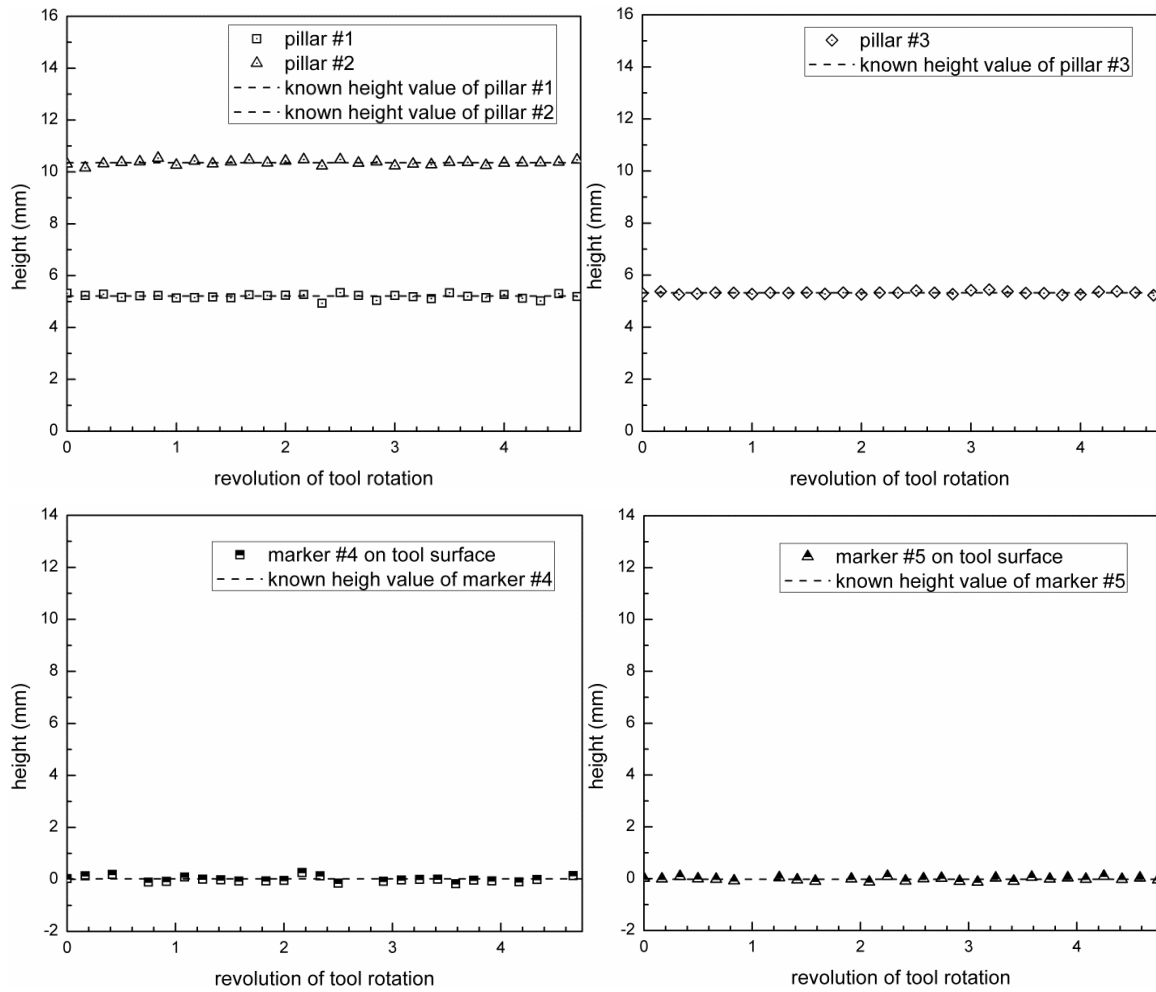 16
14
12
10
8
6
4
2
0
height (mm)
pillar #1
pillar #2
known height value of pillar #1
known height value of pillar #2
0 1 2 3 4
revolution of tool rotation
16
14
12
10
8
6
4
2
0
height (mm)
pillar #3
known height value of pillar #3
0 1 2 3 4
revolution of tool rotation
14
12
10
8
6
4
2
0
-2
height (mm)
marker #4 on tool surface
known heigh value of marker #4
0 1 2 3 4
revolution of tool rotation
14
12
10
8
6
4
2
0
-2
height (mm)
marker #5 on tool surface
known height value of marker #5
0 1 2 3 4
revolution of tool rotation